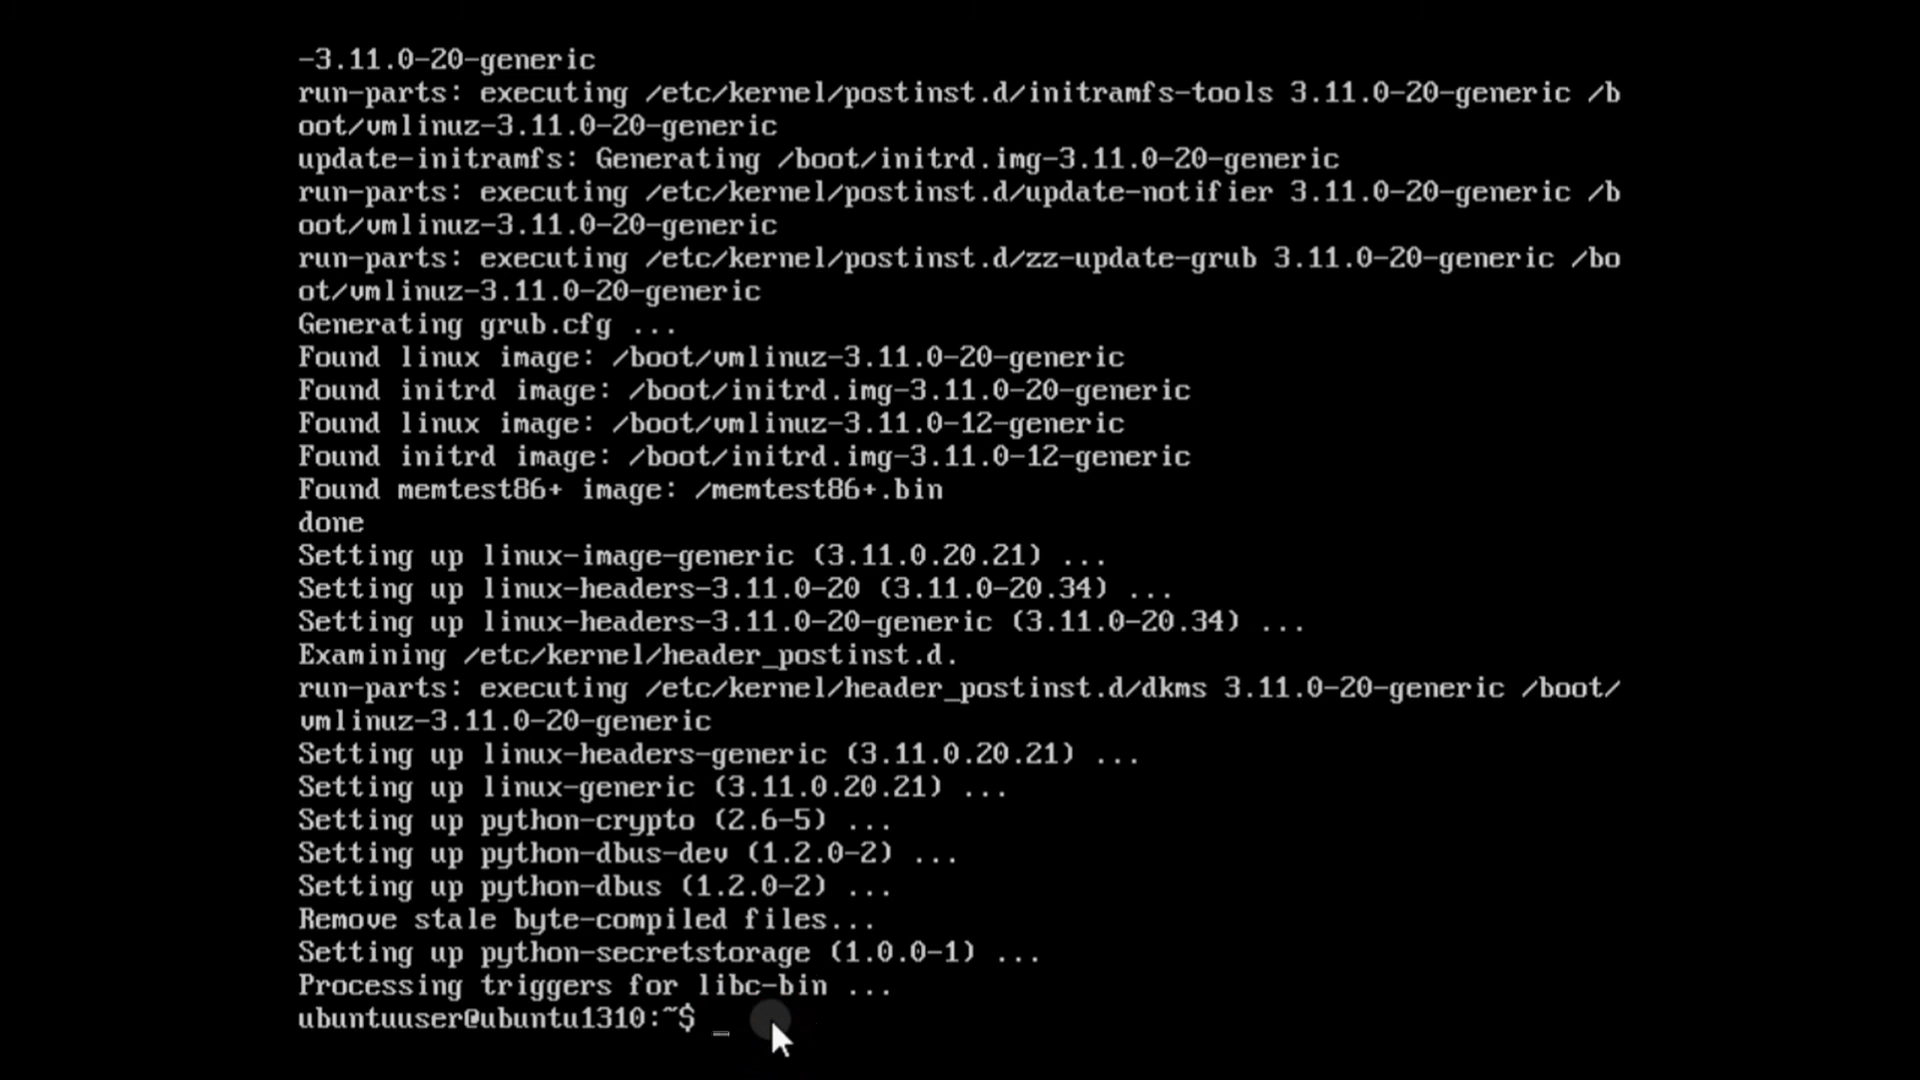 -3.11.0-20-generic
run-parts: executing /etc/kernel/postinst.d/initramfs-tools 3.11.0-20-generic /b
oot/vmlinuz-3.11.0-20-generic
update-initramfs: Generating /boot/initrd.img-3.11.0-20-generic
run-parts: executing /etc/kernel/postinst.d/update-notifier 3.11.0-20-generic /b
oot/vmlinuz-3.11.0-20-generic
run-parts: executing /etc/kernel/postinst.d/zz-update-grub 3.11.0-20-generic /bo
ot/vmlinuz-3.11.0-20-generic
Generating grub.cfg ...
Found linux image: /boot/vmlinuz-3.11.0-20-generic
Found initrd image: /boot/initrd.img-3.11.0-20-generic
Found linux image: /boot/vmlinuz-3.11.0-12-generic
Found initrd image: /boot/initrd.img-3.11.0-12-generic
Found memtest86+ image: /memtest86+.bin
done
Setting up linux-image-generic (3.11.0.20.21) ...
Setting up linux-headers-3.11.0-20 (3.11.0-20.34) ...
Setting up linux-headers-3.11.0-20-generic (3.11.0-20.34) ...
Examining /etc/kernel/header_postinst.d.
run-parts: executing /etc/kernel/header_postinst.d/dkms 3.11.0-20-generic /boot/
vmlinuz-3.11.0-20-generic
Setting up linux-headers-generic (3.11.0.20.21) ...
Setting up linux-generic (3.11.0.20.21) ...
Setting up python-crypto (2.6-5) ...
Setting up python-dbus-dev (1.2.0-2) ...
Setting up python-dbus (1.2.0-2) ...
Remove stale byte-compiled files...
Setting up python-secretstorage (1.0.0-1) ...
Processing triggers for libc-bin ...
ubuntuuser@ubuntu1310:~$ _